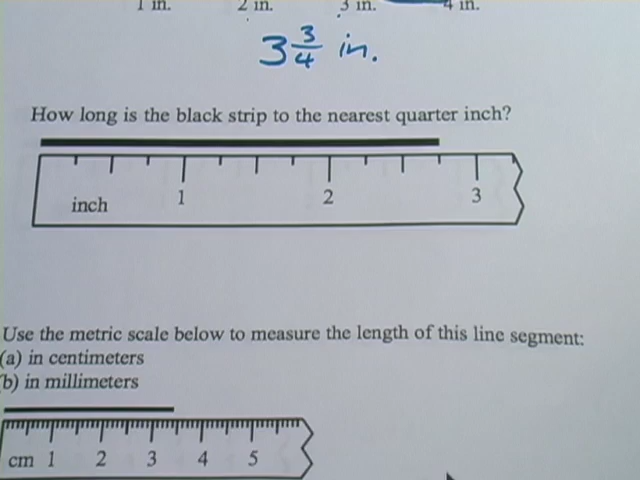 1 in. 2 in. 3 in. 4 in.
3 3/4 in.
How long is the black strip to the nearest quarter inch?
inch 1 2 3
Use the metric scale below to measure the length of this line segment:
(a) in centimeters
(b) in millimeters
cm 1 2 3 4 5